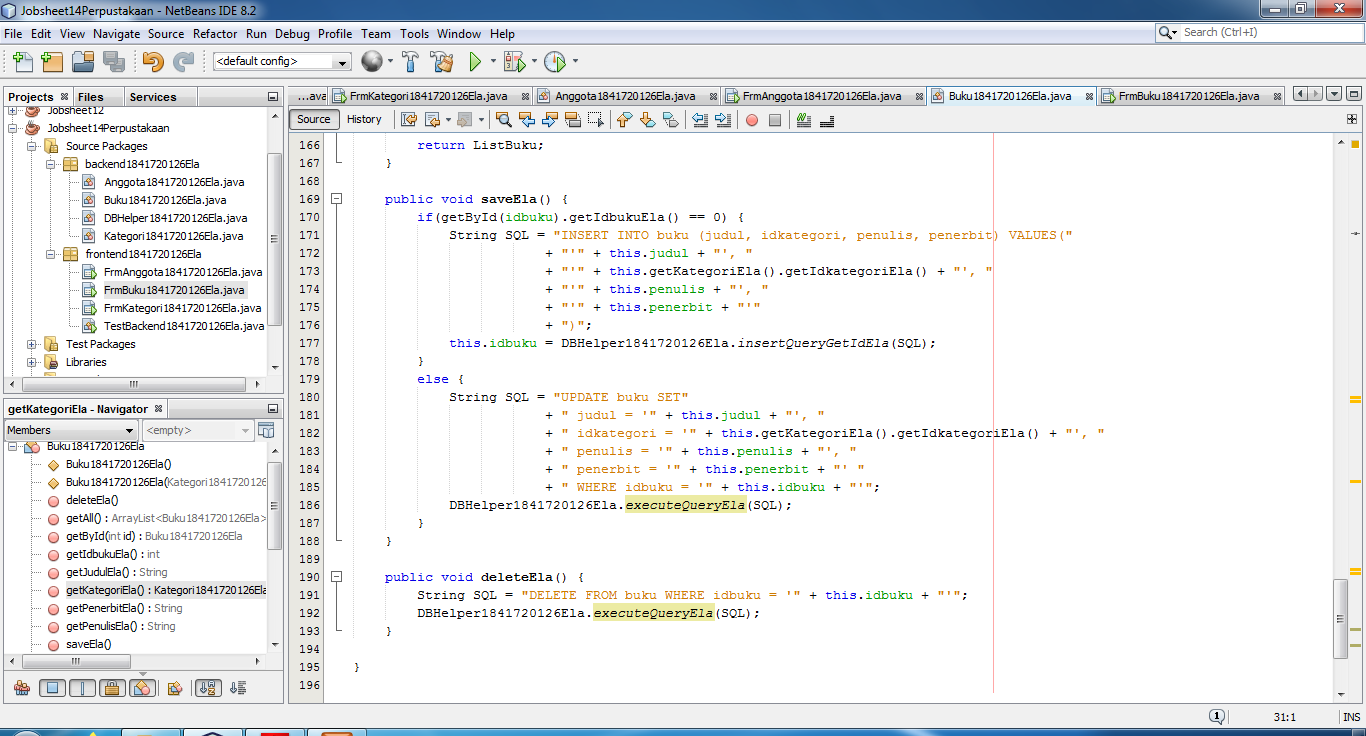 Jobsheet14Perpustakaan - NetBeans IDE 8.2
File Edit View Navigate Source Refactor Run Debug Profile Team Tools Window Help
Search (Ctrl+I)
<default config>
Projects Files Services
Jobsheet12
Jobsheet14Perpustakaan
Source Packages
backend1841720126Ela
Anggota1841720126Ela.java
Buku1841720126Ela.java
DBHelper1841720126Ela.java
Kategori1841720126Ela.java
frontend1841720126Ela
FrmAnggota1841720126Ela.java
FrmBuku1841720126Ela.java
FrmKategori1841720126Ela.java
TestBackend1841720126Ela.java
Test Packages
Libraries
getKategoriEla - Navigator
Members <empty>
Buku1841720126Ela
Buku1841720126Ela()
Buku1841720126Ela(Kategori1841720126
deleteEla()
getAll() : ArrayList<Buku1841720126Ela>
getById(int id) : Buku1841720126Ela
getIdbukuEla() : int
getJudulEla() : String
getKategoriEla() : Kategori1841720126Ela
getPenerbitEla() : String
getPenulisEla() : String
saveEla()
...ava FrmKategori1841720126Ela.java Anggota1841720126Ela.java FrmAnggota1841720126Ela.java Buku1841720126Ela.java FrmBuku1841720126Ela.java
Source History
166 return ListBuku;
167 }
168
169 public void saveEla() {
170 if(getById(idbuku).getIdbukuEla() == 0) {
171 String SQL = "INSERT INTO buku (judul, idkategori, penulis, penerbit) VALUES("
172 + "'" + this.judul + "', "
173 + "'" + this.getKategoriEla().getIdkategoriEla() + "', "
174 + "'" + this.penulis + "', "
175 + "'" + this.penerbit + "'"
176 + ")";
177 this.idbuku = DBHelper1841720126Ela.insertQueryGetIdEla(SQL);
178 }
179 else {
180 String SQL = "UPDATE buku SET"
181 + " judul = '" + this.judul + "', "
182 + " idkategori = '" + this.getKategoriEla().getIdkategoriEla() + "', "
183 + " penulis = '" + this.penulis + "', "
184 + " penerbit = '" + this.penerbit + "' "
185 + " WHERE idbuku = '" + this.idbuku + "'";
186 DBHelper1841720126Ela.executeQueryEla(SQL);
187 }
188 }
189
190 public void deleteEla() {
191 String SQL = "DELETE FROM buku WHERE idbuku = '" + this.idbuku + "'";
192 DBHelper1841720126Ela.executeQueryEla(SQL);
193 }
194
195 }
196
1 31:1 INS